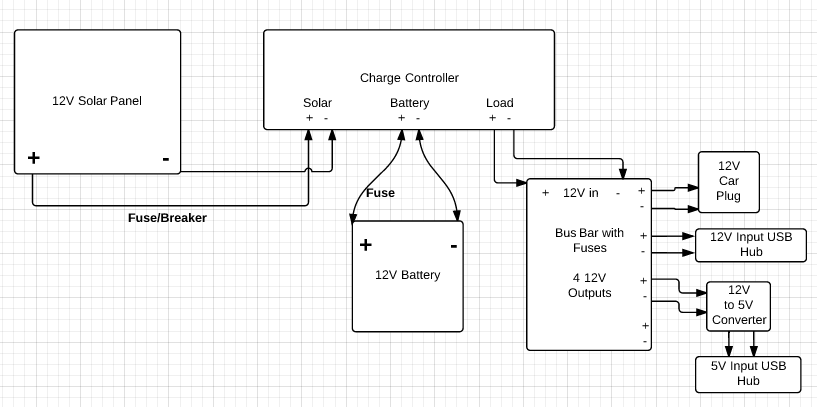 12V Solar Panel
+ -
Fuse/Breaker
Charge Controller
Solar Battery Load
+ - + - + -
Fuse
+ -
12V Battery
+ 12V in -
Bus Bar with
Fuses
4 12V
Outputs
+
-
+
-
+
-
+
-
12V
Car
Plug
12V Input USB
Hub
12V
to 5V
Converter
5V Input USB
Hub